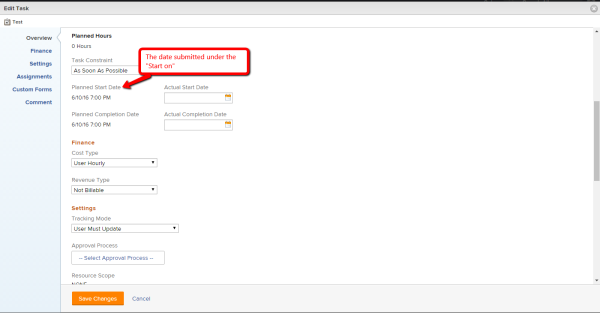 Edit Task
Test
Overview
Finance
Settings
Assignments
Custom Forms
Comment
Planned Hours
0 Hours
Task Constraint
As Soon As Possible
The date submitted under the
"Start on"
Planned Start Date
Actual Start Date
6/10/16 7:00 PM
Planned Completion Date
Actual Completion Date
6/10/16 7:00 PM
Finance
Cost Type
User Hourly
Revenue Type
Not Billable
Settings
Tracking Mode
User Must Update
Approval Process
-- Select Approval Process --
Resource Scope
NONE
Save Changes
Cancel